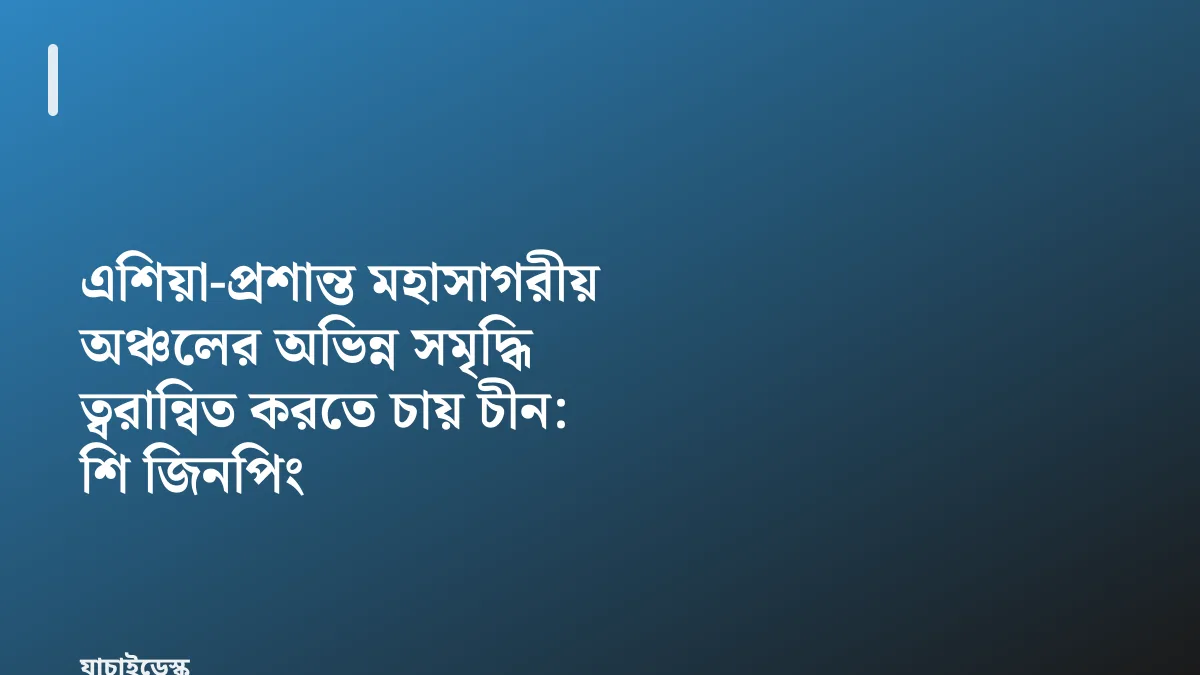 এশিয়া-প্রশান্ত মহাসাগরীয়
অঞ্চলের অভিন্ন সমৃদ্ধি
ত্বরান্বিত করতে চায় চীন:
শি জিনপিং
যাচাইডেস্ক